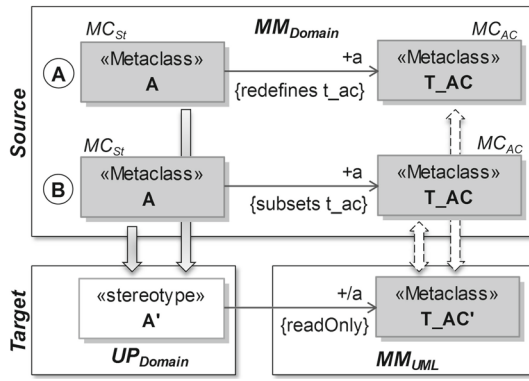 MC_St MM_Domain MC_AC
A «Metaclass» A +a «Metaclass» T_AC
{redefines t_ac}
Source
MC_St MC_AC
B «Metaclass» A +a «Metaclass» T_AC
{subsets t_ac}
Target
«stereotype» A' +/a «Metaclass» T_AC'
{readOnly}
UP_Domain MM_UML